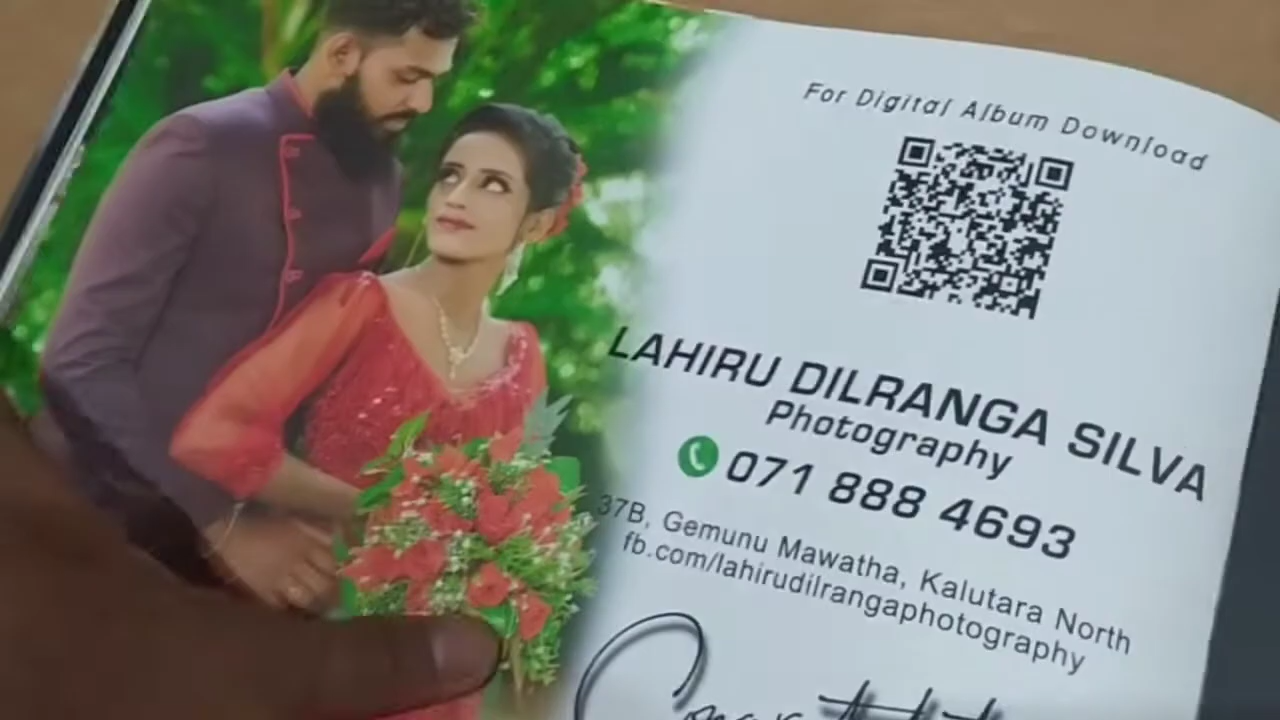 For Digital Album Download
LAHIRU DILRANGA SILVA
Photography
071 888 4693
37B, Gemunu Mawatha, Kalutara North
fb.com/lahirudilrangaphotography